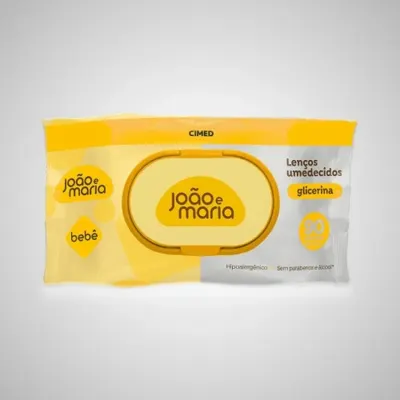 CIMED
João e
maria
bebê
João e
maria
Lenços
umedecidos
glicerina
Hipoalergênico
Sem parabenos e álcool*